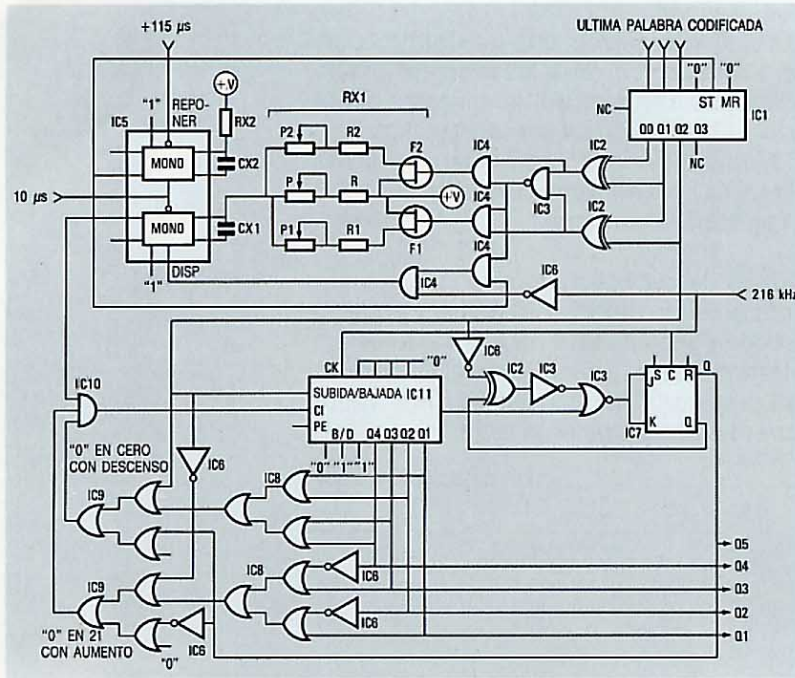 +115 µs
ULTIMA PALABRA CODIFICADA
"0" "0"
ST MR
IC1
NC
Q0 Q1 Q2 Q3
NC
+V
"1"
REPO-
NER
IC5
RX2
RX1
MONO
CX2
P2 R2 F2 IC4 IC2
10 µs
P R +V IC4 IC3 IC2
MONO
CX1
P1 R1 F1 IC4
"1"
DISP
IC4 IC6
216 kHz
IC6
CK "0"
SUBIDA/BAJADA IC11
IC2 IC3 IC3
J S C R Q
K Q
IC7
IC10
CI
PE
B/D Q4 Q3 Q2 Q1
"0" "1" "1"
"0" EN CERO
CON DESCENSO
IC6
IC9 IC8
Q5
IC6 Q4
IC9 IC8 Q3
IC6 Q2
"0" EN 21
CON AUMENTO
"0" IC6
Q1